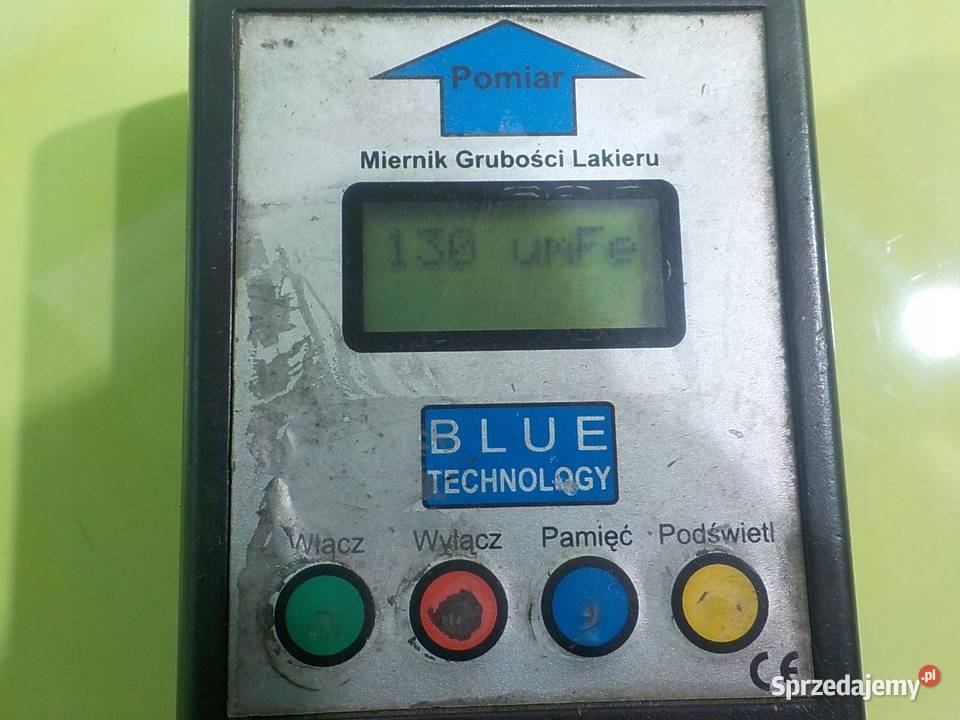 Pomiar
Miernik Grubości Lakieru
130 umFe
BLUE
TECHNOLOGY
Włącz Wyłącz Pamięć Podświetl
CE
Sprzedajemy.pl